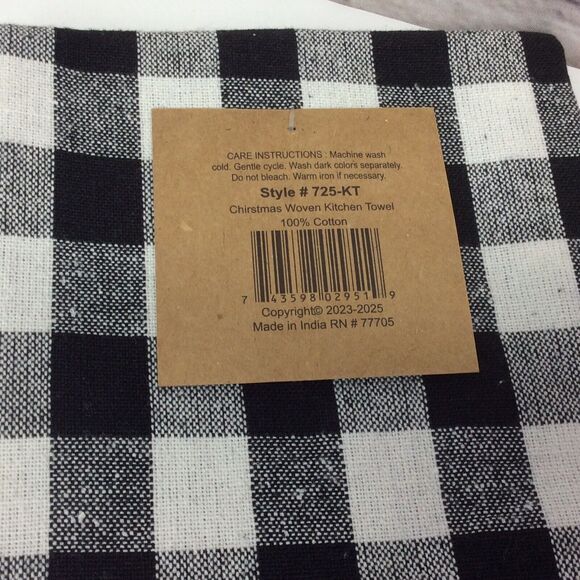 CARE INSTRUCTIONS : Machine wash
cold. Gentle cycle. Wash dark colors separately.
Do not bleach. Warm iron if necessary.
Style # 725-KT
Chirstmas Woven Kitchen Towel
100% Cotton
7 43598 02951 9
Copyright© 2023-2025
Made in India RN # 77705